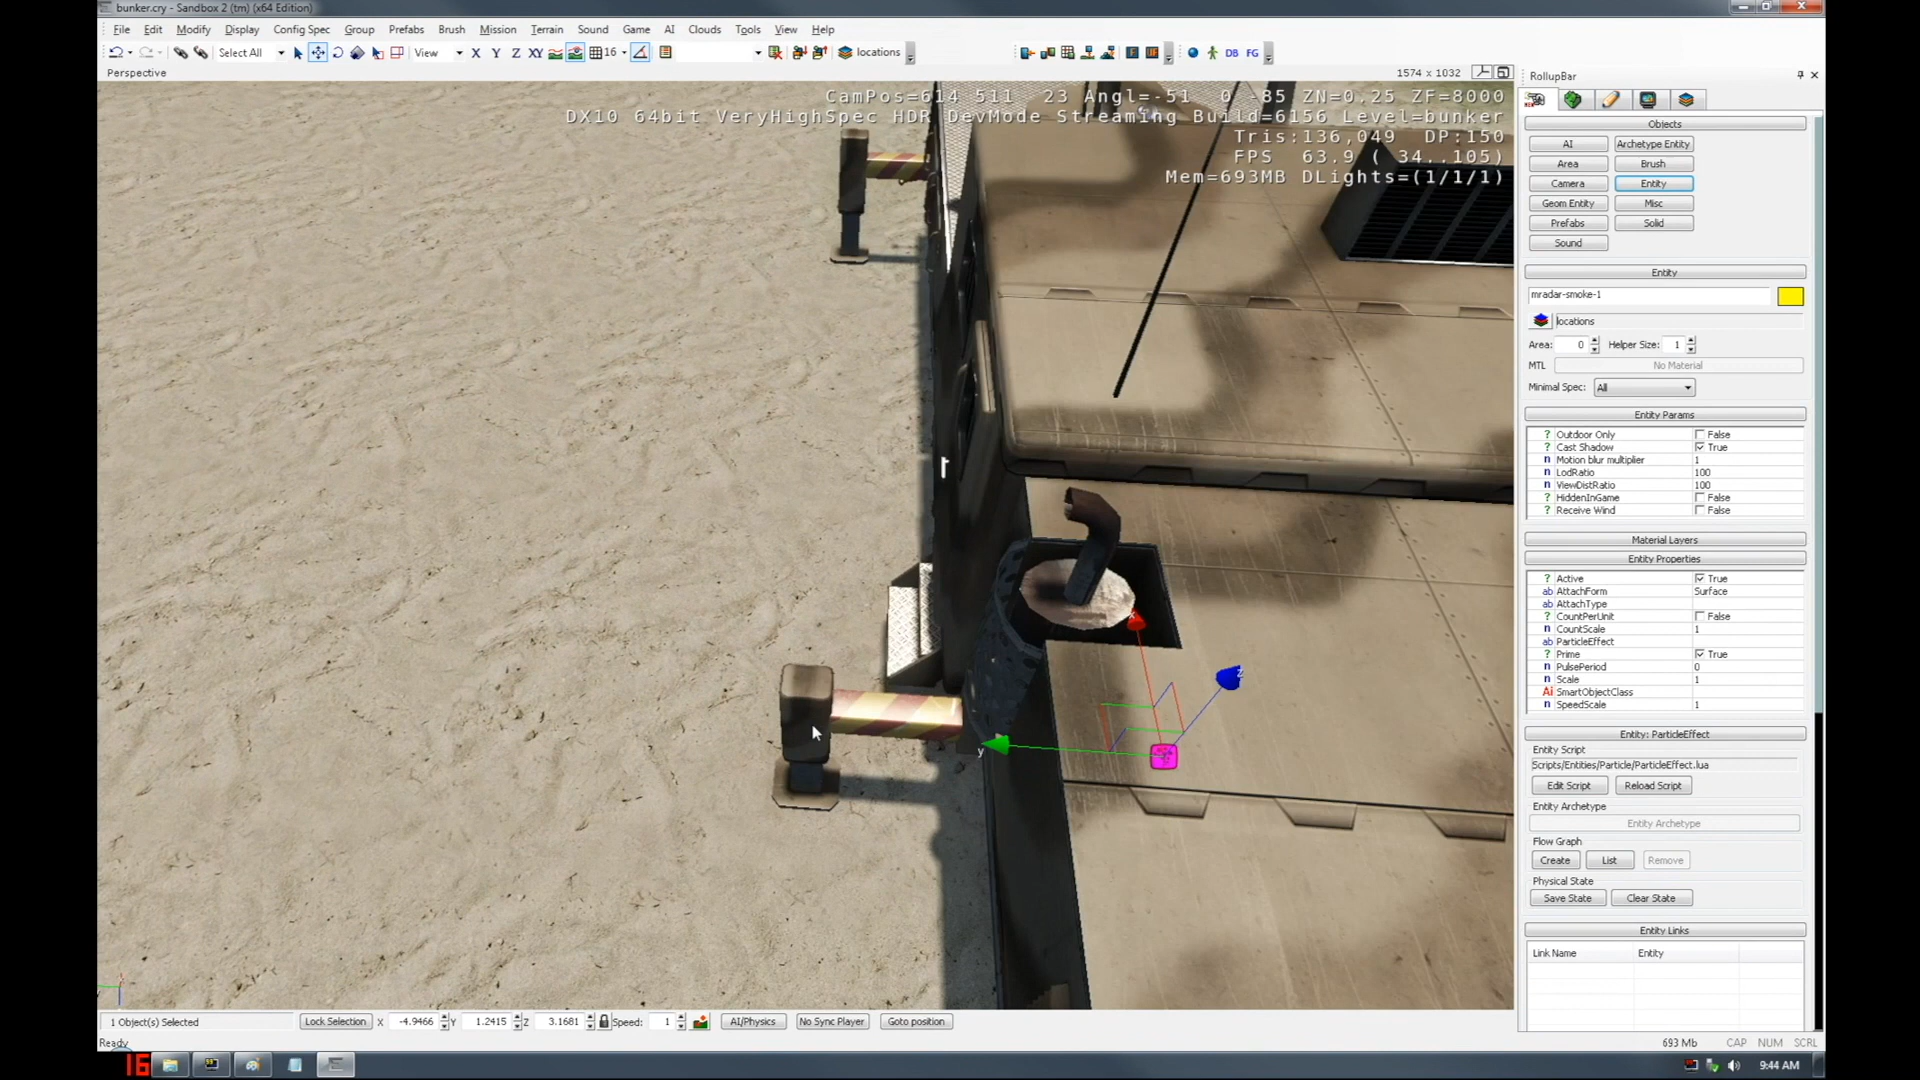 bunker.cry - Sandbox 2 (tm) (x64 Edition)
File Edit Display Config Spec Group Prefabs Modify Brush Mission Terrain Sound Game AI Clouds Tools View Help
Select All View X Y Z XY 16 locations DB FG
Perspective 1574 x 1032
CamPos=614 511 23 Angl=-51 0 -85 ZN=0.25 ZF=8000
DX10 64bit VeryHighSpec HDR DevMode Streaming Build=6156 Level=bunker
Tris:136,049 DP:150
FPS 63.9 ( 34..105)
Mem=693MB DLights=(1/1/1)
z
y
RollupBar
Objects
AI Archetype Entity
Area Brush
Camera Entity
Geom Entity Misc
Prefabs Solid
Sound
Entity
mradar-smoke-1
locations
Area: 0 Helper Size: 1
MTL No Material
Minimal Spec: All
Entity Params
? Outdoor Only False
? Cast Shadow True
n Motion blur multiplier 1
n LodRatio 100
n ViewDistRatio 100
? HiddenInGame False
? Receive Wind False
Material Layers
Entity Properties
? Active True
ab AttachForm Surface
ab AttachType
? CountPerUnit False
n CountScale 1
ab ParticleEffect
? Prime True
n PulsePeriod 0
n Scale 1
Ai SmartObjectClass
n SpeedScale 1
Entity: ParticleEffect
Entity Script
Scripts/Entities/Particle/ParticleEffect.lua
Edit Script Reload Script
Entity Archetype
Entity Archetype
Flow Graph
Create List Remove
Physical State
Save State Clear State
Entity Links
Link Name Entity
1 Object(s) Selected Lock Selection X -4.9466 Y 1.2415 Z 3.1681 Speed: 1 AI/Physics No Sync Player Goto position
Ready 693 Mb CAP NUM SCRL
16 9:44 AM